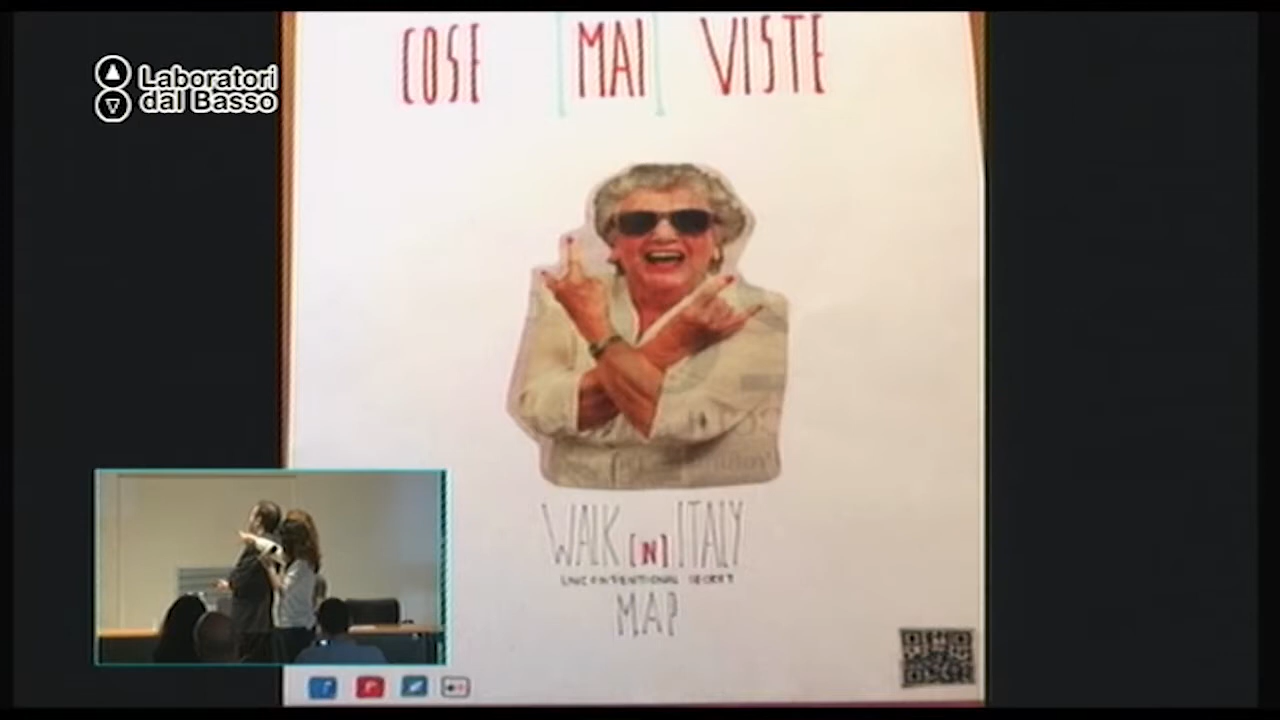 COSE [MAI] VISTE
Laboratori
dal Basso
WALK [IN] ITALY
UNCONVENTIONAL SECRET
MAP